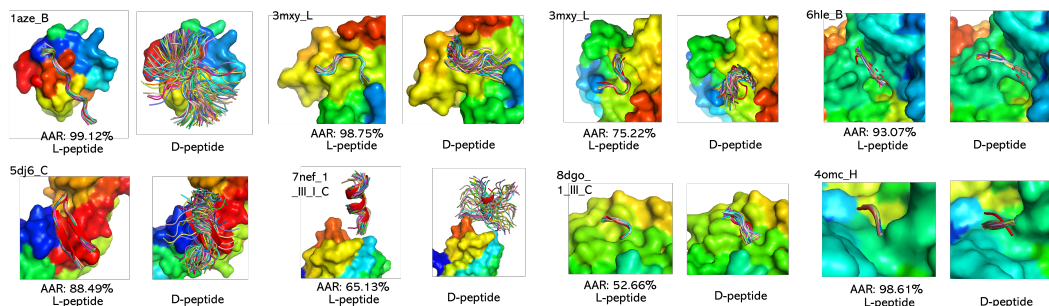 1aze_B
AAR: 99.12%
L-peptide
D-peptide
3mxy_L
AAR: 98.75%
L-peptide
D-peptide
3mxy_L
AAR: 75.22%
L-peptide
D-peptide
6hle_B
AAR: 93.07%
L-peptide
D-peptide
5dj6_C
AAR: 88.49%
L-peptide
D-peptide
7nef_1
_III_I_C
AAR: 65.13%
L-peptide
D-peptide
8dgo_
1_III_C
AAR: 52.66%
L-peptide
D-peptide
4omc_H
AAR: 98.61%
L-peptide
D-peptide